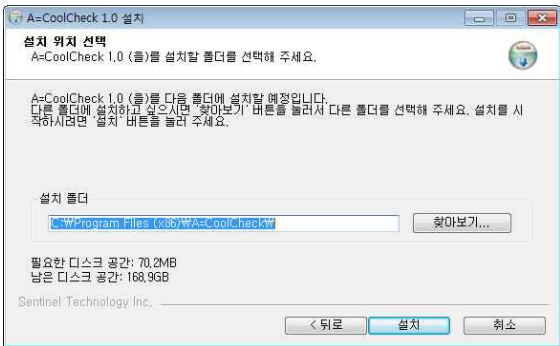 A=CoolCheck 1.0 설치
설치 위치 선택
A=CoolCheck 1.0 (을)를 설치할 폴더를 선택해 주세요.
A=CoolCheck 1.0 (을)를 다음 폴더에 설치할 예정입니다.
다른 폴더에 설치하고 싶으시면 '찾아보기' 버튼을 눌러서 다른 폴더를 선택해 주세요. 설치를 시
작하시려면 '설치' 버튼을 눌러 주세요.
설치 폴더
C:₩Program Files (x86)₩A=CoolCheck₩
찾아보기...
필요한 디스크 공간: 70.2MB
남은 디스크 공간: 168.9GB
Sentinel Technology Inc.
< 뒤로
설치
취소